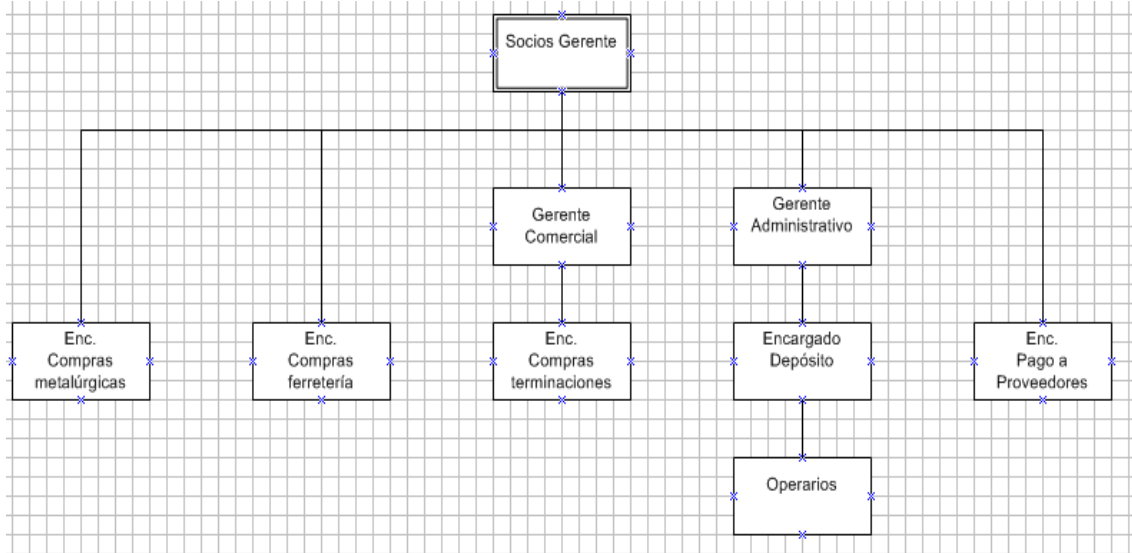 Socios Gerente
Gerente
Comercial
Gerente
Administrativo
Enc.
Compras
metalúrgicas
Enc.
Compras
ferretería
Enc.
Compras
terminaciones
Encargado
Depósito
Enc.
Pago a
Proveedores
Operarios